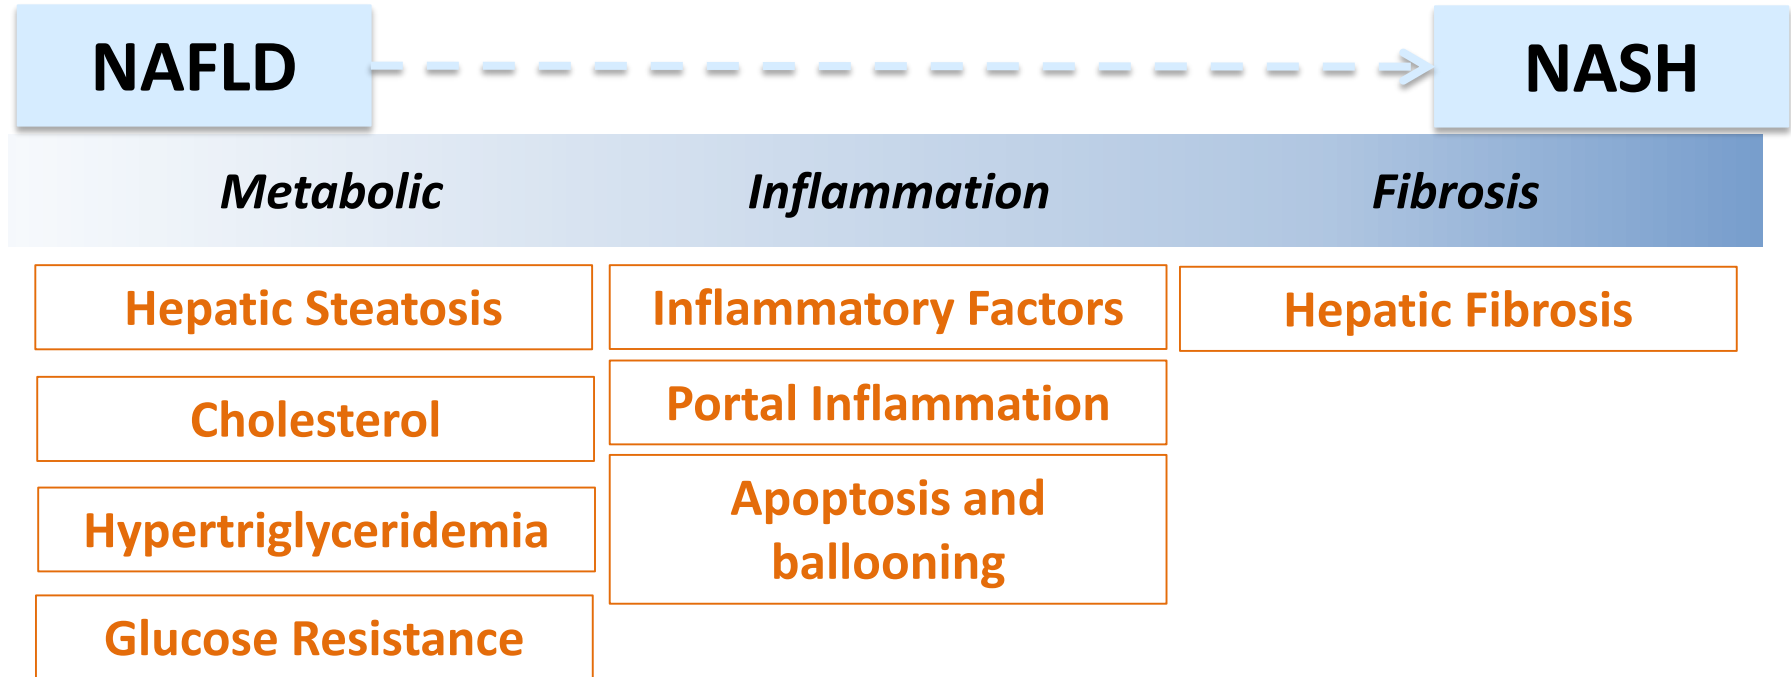 NAFLD
NASH
Metabolic
Inflammation
Fibrosis
Hepatic Steatosis
Cholesterol
Hypertriglyceridemia
Glucose Resistance
Inflammatory Factors
Portal Inflammation
Apoptosis and
ballooning
Hepatic Fibrosis